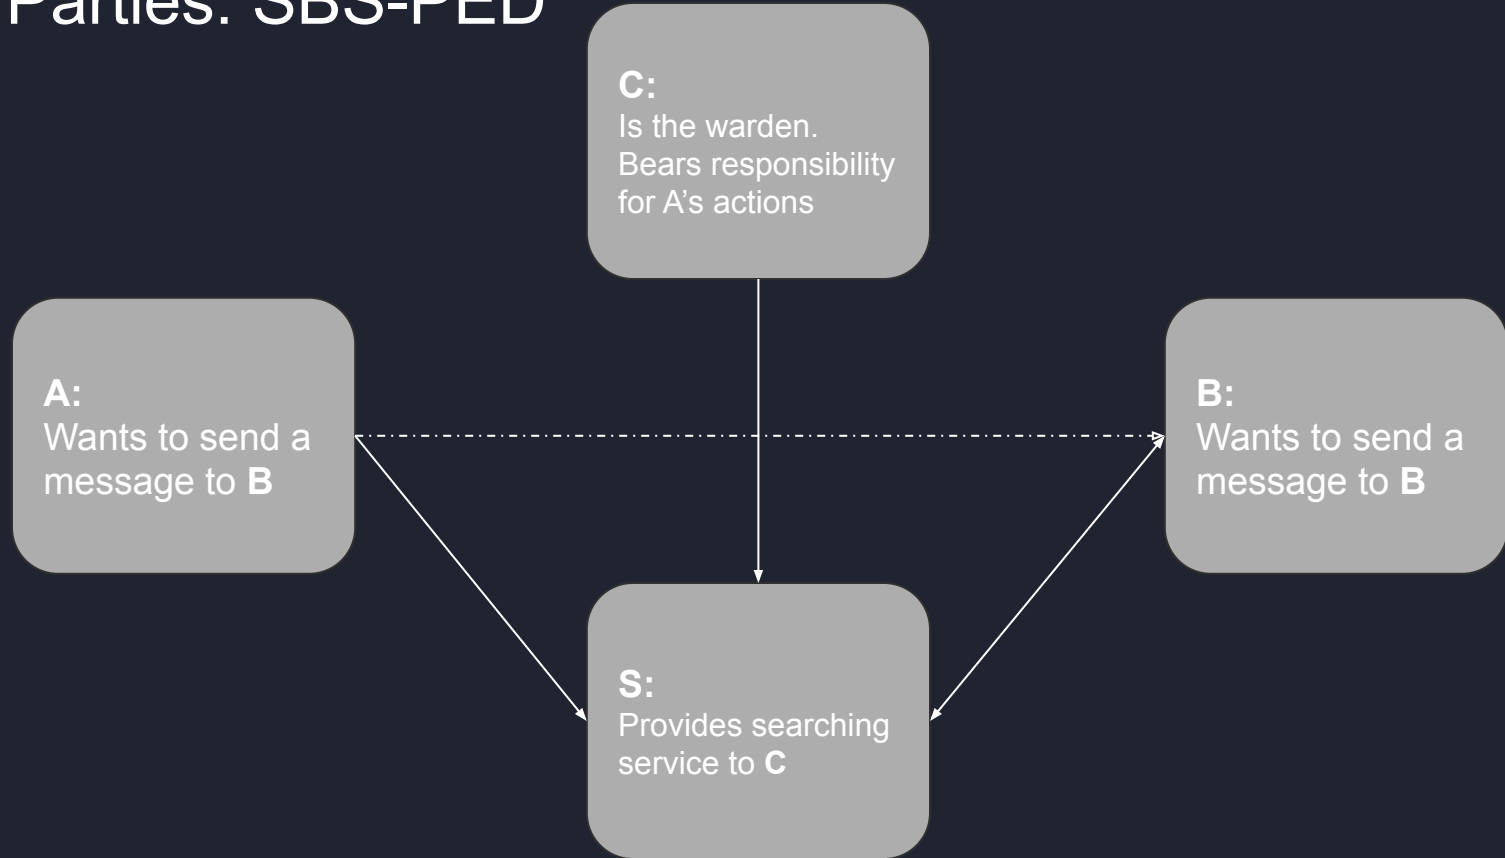 Parties: SBS-PED
C:
Is the warden.
Bears responsibility
for A’s actions
A:
Wants to send a
message to B
B:
Wants to send a
message to B
S:
Provides searching
service to C